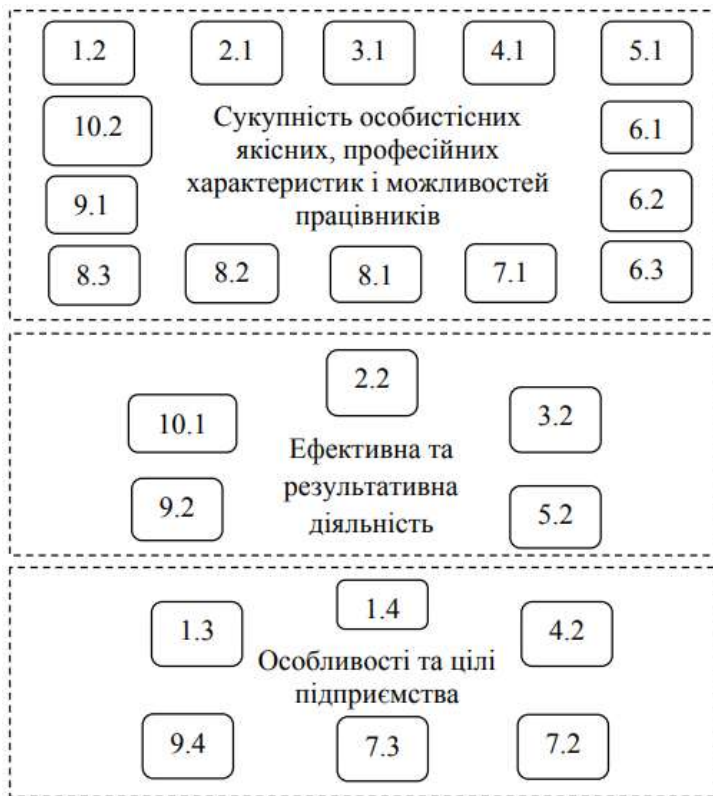 1.2 2.1 3.1 4.1 5.1
10.2 Сукупність особистісних 6.1
якісних, професійних
9.1 характеристик і можливостей 6.2
працівників
8.3 8.2 8.1 7.1 6.3
2.2
10.1 3.2
Ефективна та
9.2 результативна 5.2
діяльність
1.3 1.4 4.2
Особливості та цілі
підприємства
9.4 7.3 7.2